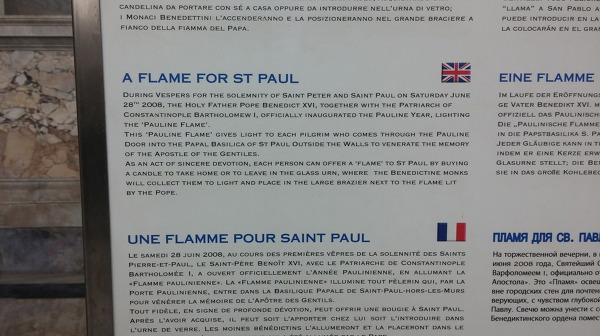 CANDELINA DA PORTARE CON SÉ A CASA OPPURE DA INTRODURRE NELL'URNA DI VETRO;
I MONACI BENEDETTINI L'ACCENDERANNO E LA POSIZIONERANNO NEL GRANDE BRACIERE A
FIANCO DELLA FIAMMA DEL PAPA.
A FLAME FOR ST PAUL
DURING VESPERS FOR THE SOLEMNITY OF SAINT PETER AND SAINT PAUL ON SATURDAY JUNE
28TH 2008, THE HOLY FATHER POPE BENEDICT XVI, TOGETHER WITH THE PATRIARCH OF
CONSTANTINOPLE BARTHOLOMEW I, OFFICIALLY INAUGURATED THE PAULINE YEAR, LIGHTING
THE 'PAULINE FLAME'.
THIS 'PAULINE FLAME' GIVES LIGHT TO EACH PILGRIM WHO COMES THROUGH THE PAULINE
DOOR INTO THE PAPAL BASILICA OF ST PAUL OUTSIDE THE WALLS TO VENERATE THE MEMORY
OF THE APOSTLE OF THE GENTILES.
AS AN ACT OF SINCERE DEVOTION, EACH PERSON CAN OFFER A 'FLAME' TO ST PAUL BY BUYING
A CANDLE TO TAKE HOME OR TO LEAVE IN THE GLASS URN, WHERE THE BENEDICTINE MONKS
WILL COLLECT THEM TO LIGHT AND PLACE IN THE LARGE BRAZIER NEXT TO THE FLAME LIT
BY THE POPE.
UNE FLAMME POUR SAINT PAUL
LE SAMEDI 28 JUIN 2008, AU COURS DES PREMIÈRES VÊPRES DE LA SOLENNITÉ DES SAINTS
PIERRE-ET-PAUL, LE SAINT-PÈRE BENOÎT XVI, AVEC LE PATRIARCHE DE CONSTANTINOPLE
BARTHOLOMÉE I, A OUVERT OFFICIELLEMENT L'ANNÉE PAULINIENNE, EN ALLUMANT LA
«FLAMME PAULINIENNE». LA «FLAMME PAULINIENNE» ILLUMINE TOUT PÈLERIN QUI, PAR LA
PORTE PAULINIENNE, ENTRE DANS LA BASILIQUE PAPALE DE SAINT-PAUL-HORS-LES-MURS
POUR VÉNÉRER LA MÉMOIRE DE L'APÔTRE DES GENTILS.
TOUT FIDÈLE, EN SIGNE DE PROFONDE DÉVOTION, PEUT OFFRIR UNE BOUGIE À SAINT PAUL.
APRÈS L'AVOIR ACQUISE, IL PEUT SOIT L'APPORTER CHEZ LUI SOIT L'INTRODUIRE DANS
L'URNE DE VERRE. LES MOINES BÉNÉDICTINS L'ALLUMERONT ET LA PLACERONT DANS LE
"LLAMA" A SAN PABLO
PUEDE INTRODUCIR EN LA
LA COLOCARÁN EN EL
EINE FLAMME
IM LAUFE DER
GE VATER BENEDIKT XVI.
OFFIZIELL DAS
DIE „PAULINISCHE
IN DIE PAPSTBASILIKA S.
JEDER GLÄUBIGE KANN IN
INDEM ER EINE KERZE
GLASURNE STELLT; DIE
SIE IN DAS GROßE
ПЛАМЯ ДЛЯ СВ.
На торжественной вечерни, в
июня 2008 года, Святейший
Варфоломеем I, официально
Апостола». Это «Пламя»
вне городских стен для
верующих, с чувством
Павлу. Свечу можно унести с
Бенедиктинского ордена